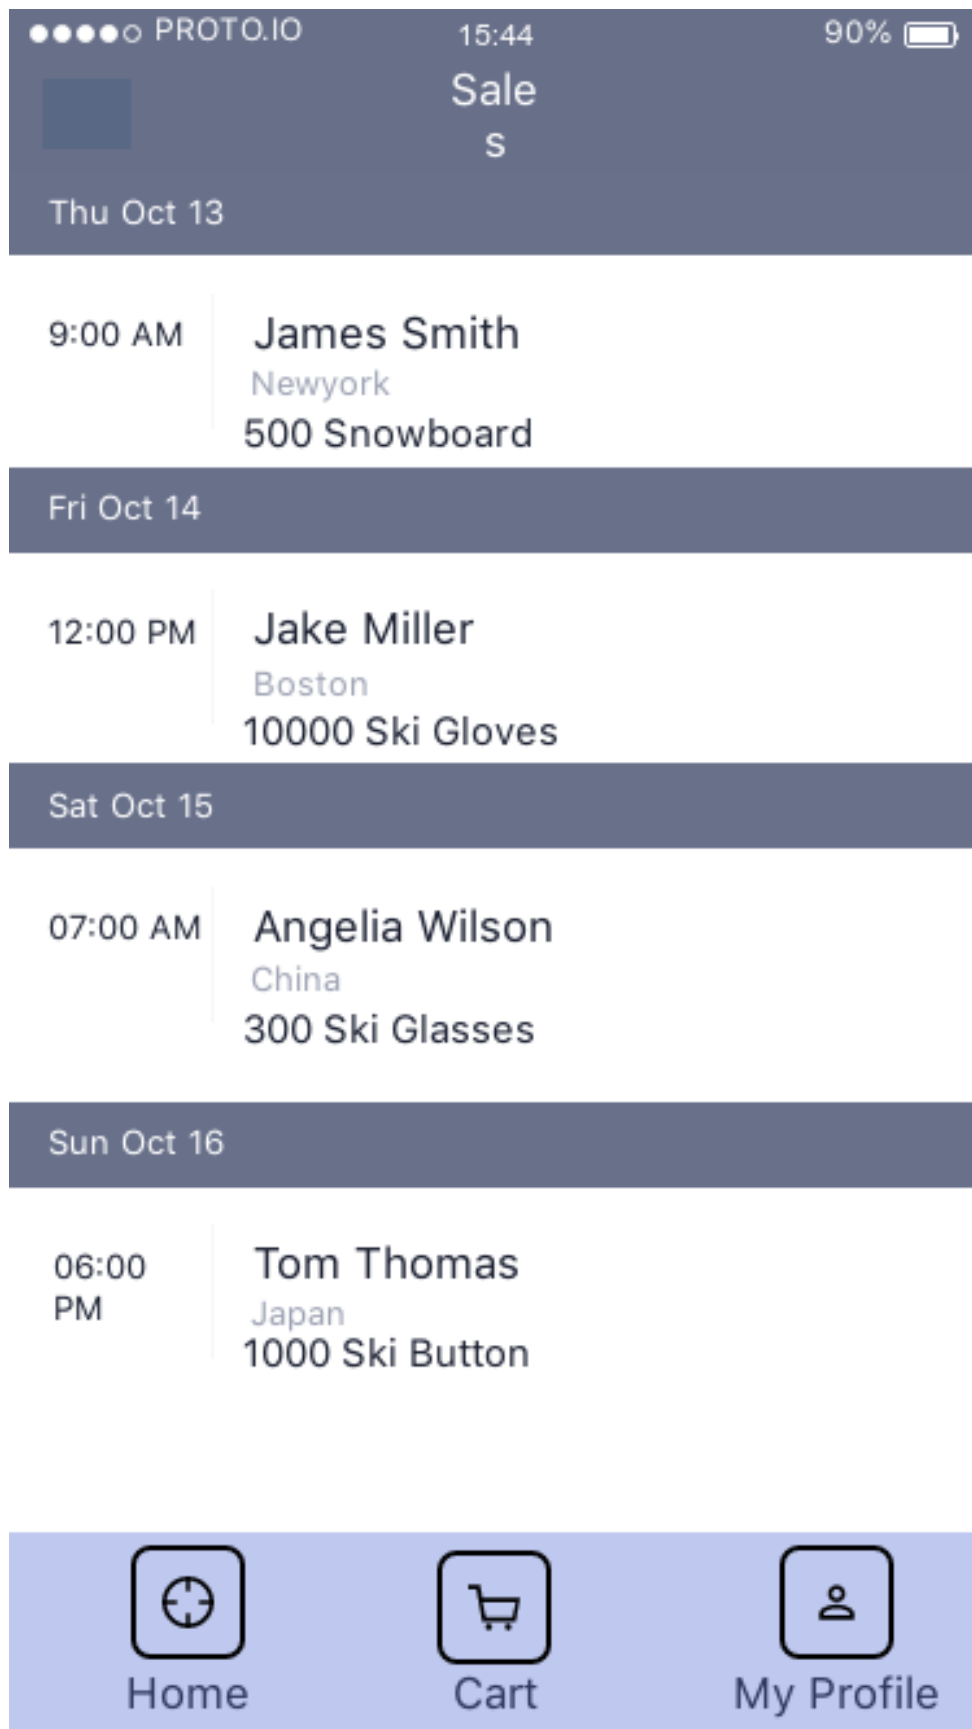 PROTO.IO 15:44 90%
Sale
s
Thu Oct 13
9:00 AM James Smith
Newyork
500 Snowboard
Fri Oct 14
12:00 PM Jake Miller
Boston
10000 Ski Gloves
Sat Oct 15
07:00 AM Angelia Wilson
China
300 Ski Glasses
Sun Oct 16
06:00 Tom Thomas
PM
Japan
1000 Ski Button
Home Cart My Profile